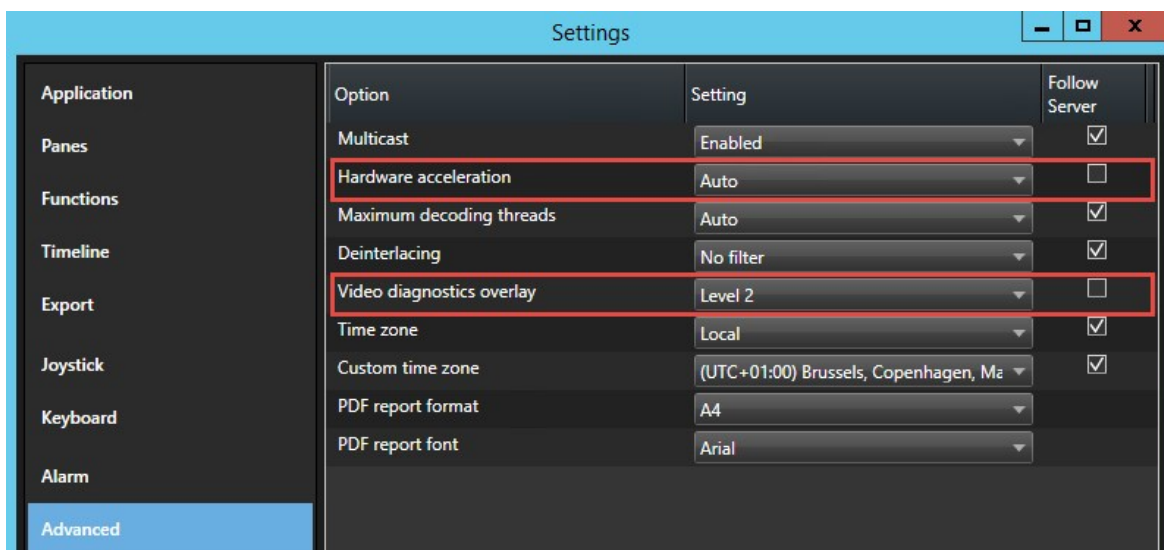 Settings
Application
Panes
Functions
Timeline
Export
Joystick
Keyboard
Alarm
Advanced
Option Setting Follow Server
Multicast Enabled
Hardware acceleration Auto
Maximum decoding threads Auto
Deinterlacing No filter
Video diagnostics overlay Level 2
Time zone Local
Custom time zone (UTC+01:00) Brussels, Copenhagen, Ma
PDF report format A4
PDF report font Arial